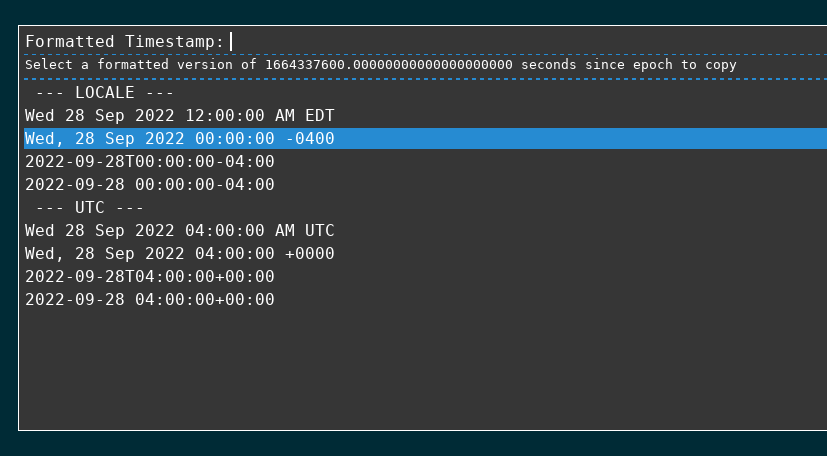 Formatted Timestamp:
Select a formatted version of 1664337600.00000000000000000000 seconds since epoch to copy
--- LOCALE ---
Wed 28 Sep 2022 12:00:00 AM EDT
Wed, 28 Sep 2022 00:00:00 -0400
2022-09-28T00:00:00-04:00
2022-09-28 00:00:00-04:00
--- UTC ---
Wed 28 Sep 2022 04:00:00 AM UTC
Wed, 28 Sep 2022 04:00:00 +0000
2022-09-28T04:00:00+00:00
2022-09-28 04:00:00+00:00